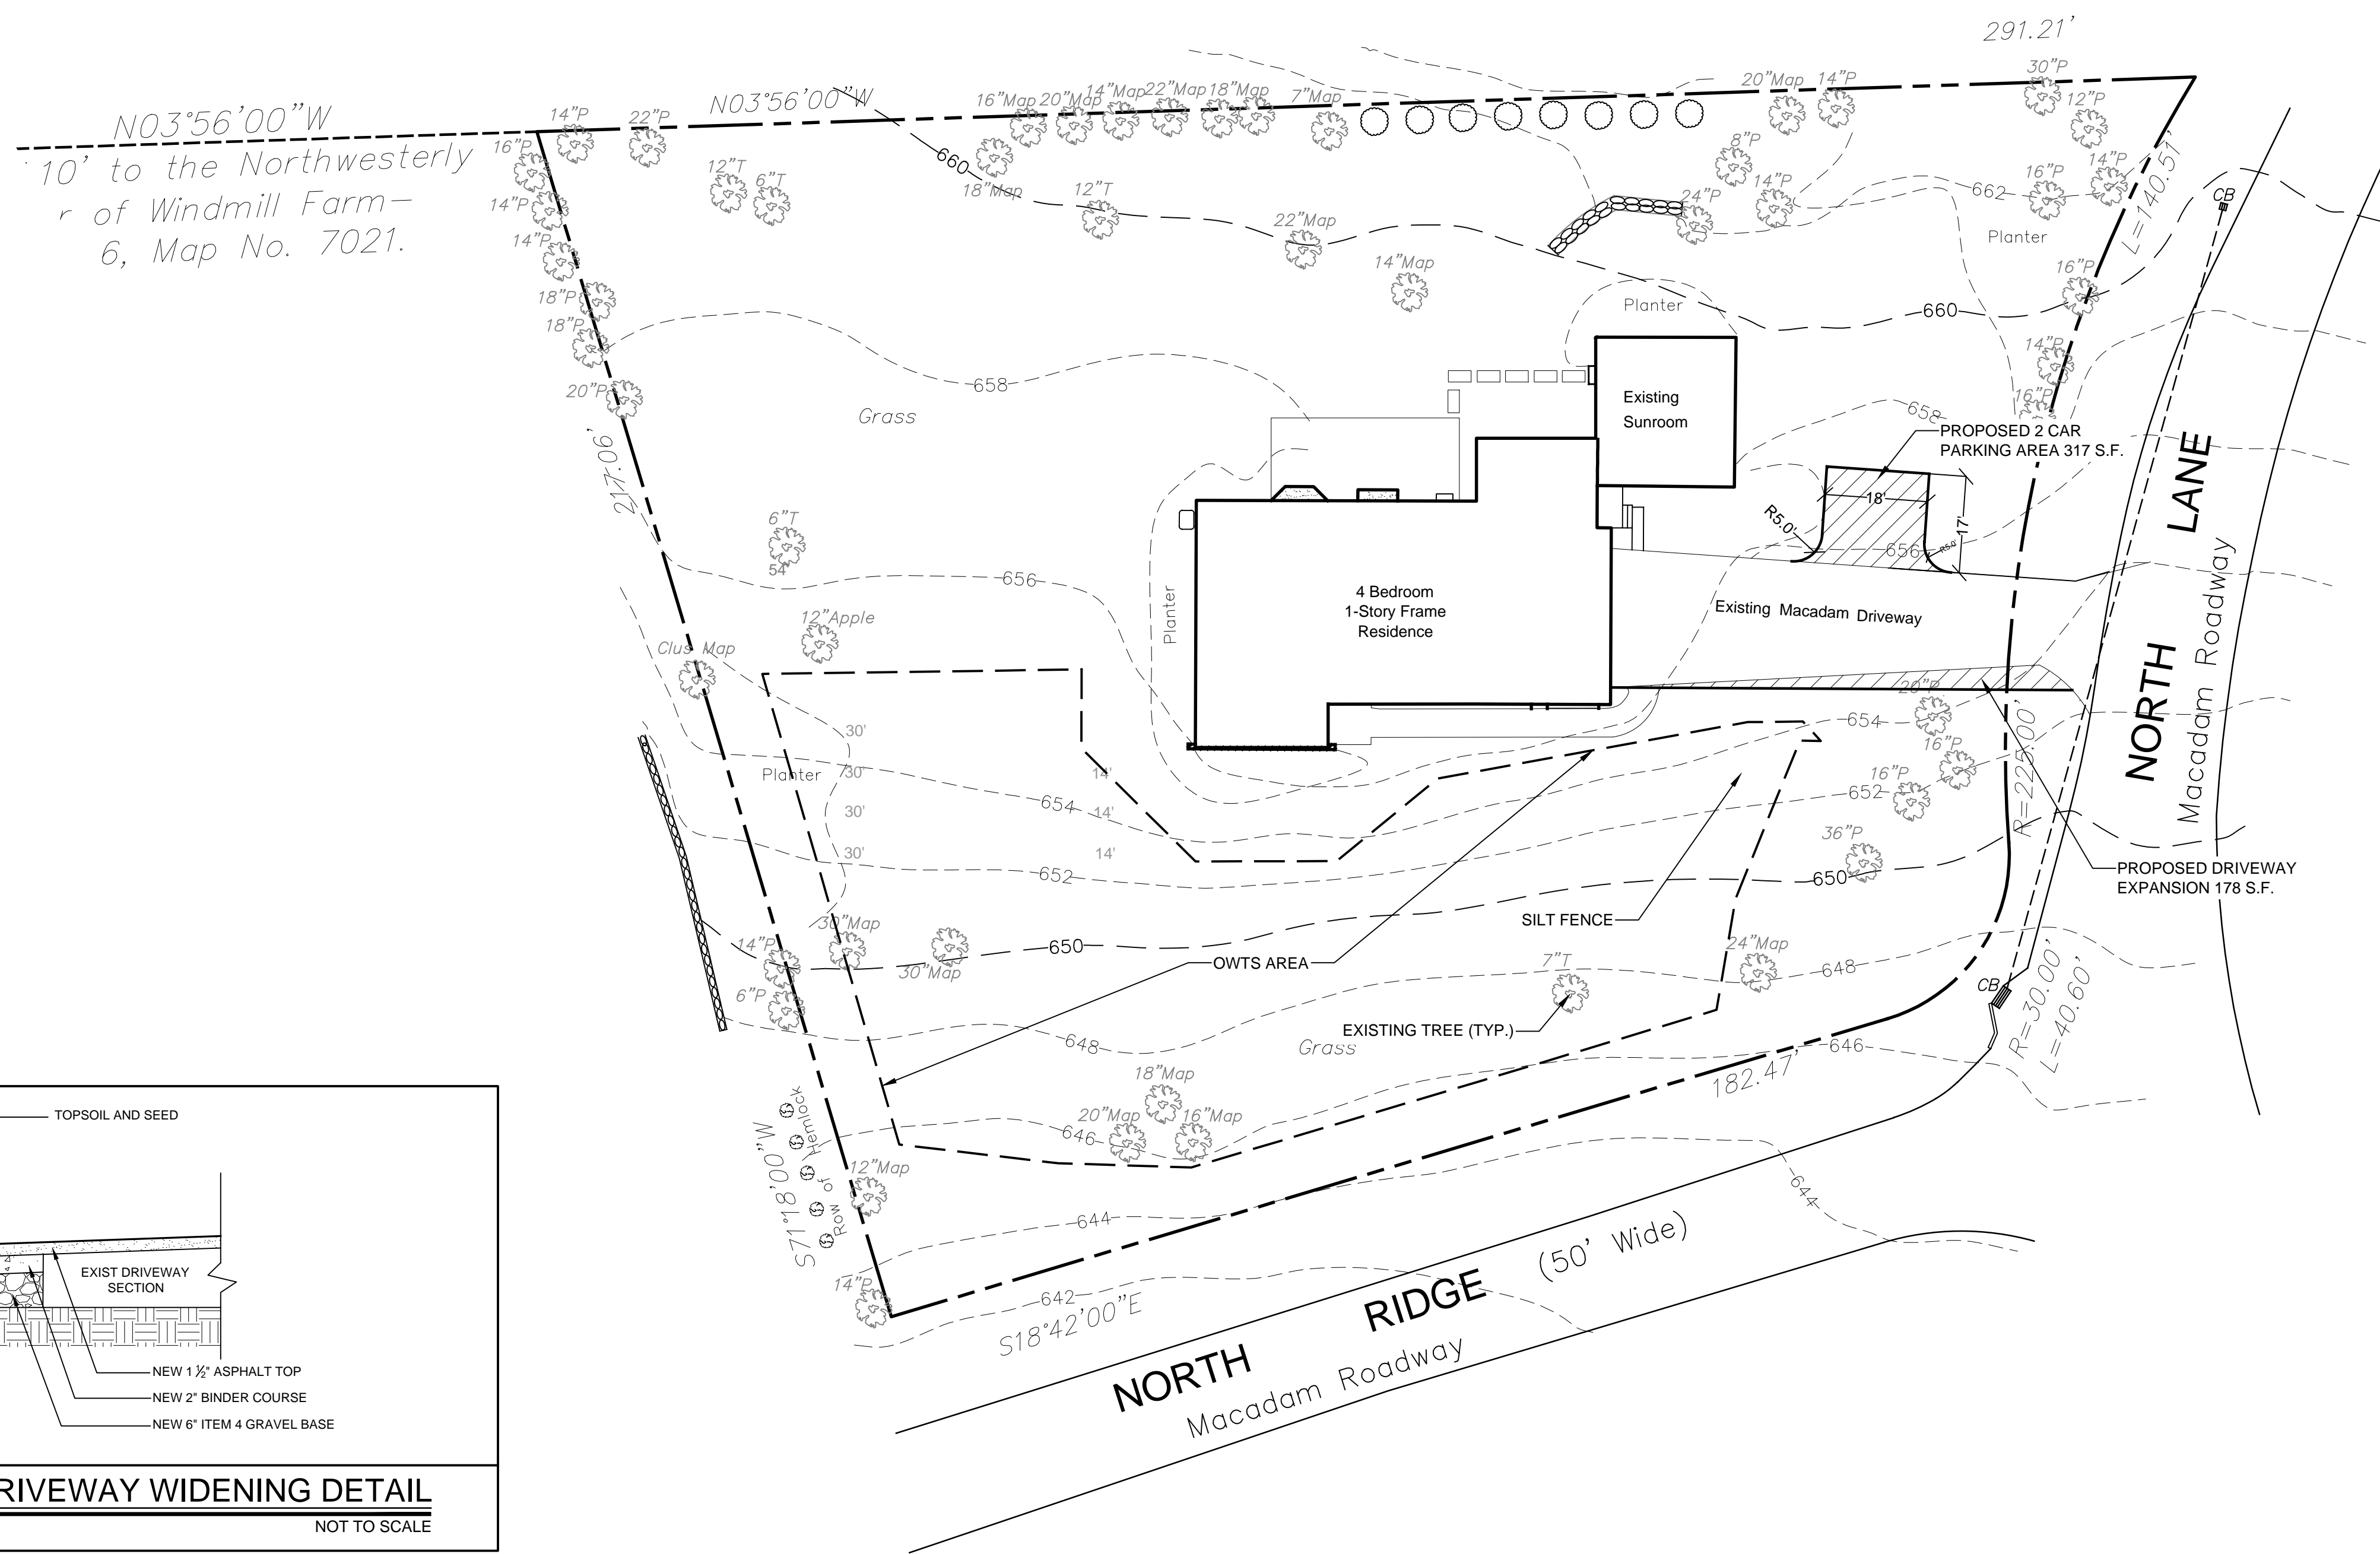 291.21'
N03°56'00"W
10' to the Northwesterly
r of Windmill Farm-
6, Map No. 7021.
N03°56'00"W
14"P
22"P
16"P
14"P
14"P
18"P
18"P
20"P
12"T
6"T
16"Map
20"Map
14"Map
22"Map
18"Map
7"Map
18"Map
12"T
22"Map
14"Map
20"Map
14"P
30"P
12"P
8"P
14"P
24"P
16"P
14"P
16"P
14"P
16"P
660
662
Planter
CB
L=140.51'
660
Planter
658
Grass
Existing
Sunroom
658
PROPOSED 2 CAR
PARKING AREA 317 S.F.
18'
17'
R5.0'
R5.0'
656
217.06'
6"T
54'
656
12"Apple
Clus Map
Planter
4 Bedroom
1-Story Frame
Residence
Existing Macadam Driveway
NORTH LANE
Macadam Roadway
20"P
654
16"P
16"P
652
R=225.00'
36"P
650
PROPOSED DRIVEWAY
EXPANSION 178 S.F.
30'
30'
30'
30'
Planter
14'
14'
14'
654
652
650
SILT FENCE
OWTS AREA
30"Map
30"Map
14"P
6"P
24"Map
648
7"T
EXISTING TREE (TYP.)
Grass
648
CB
R=30.00'
L=40.60'
646
182.47'
18"Map
20"Map
16"Map
646
S71°18'00"W
Row of Hemlock
12"Map
644
644
14"P
642
S18°42'00"E
NORTH RIDGE (50' Wide)
Macadam Roadway
TOPSOIL AND SEED
EXIST DRIVEWAY
SECTION
NEW 1 ½" ASPHALT TOP
NEW 2" BINDER COURSE
NEW 6" ITEM 4 GRAVEL BASE
RIVEWAY WIDENING DETAIL
NOT TO SCALE